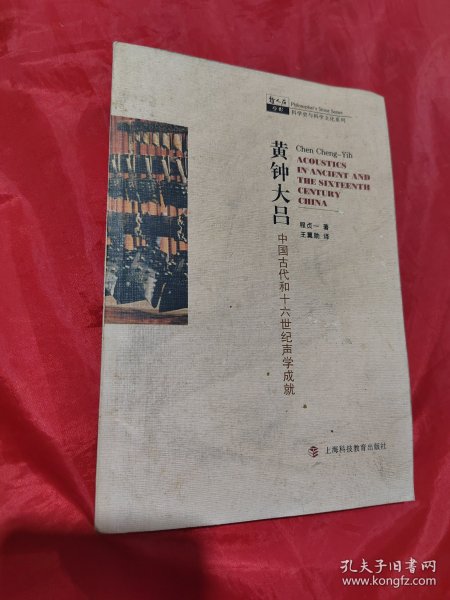 哲人石
丛书
Philosopher's Stone Series
科学史与科学文化系列
Chen Cheng-Yih
ACOUSTICS
IN ANCIENT AND
THE SIXTEENTH
CENTURY
CHINA
黄钟大吕
中国古代和十六世纪声学成就
程贞一 著
王翼勋 译
上海科技教育出版社
孔夫子旧书网
www.kongfz.com